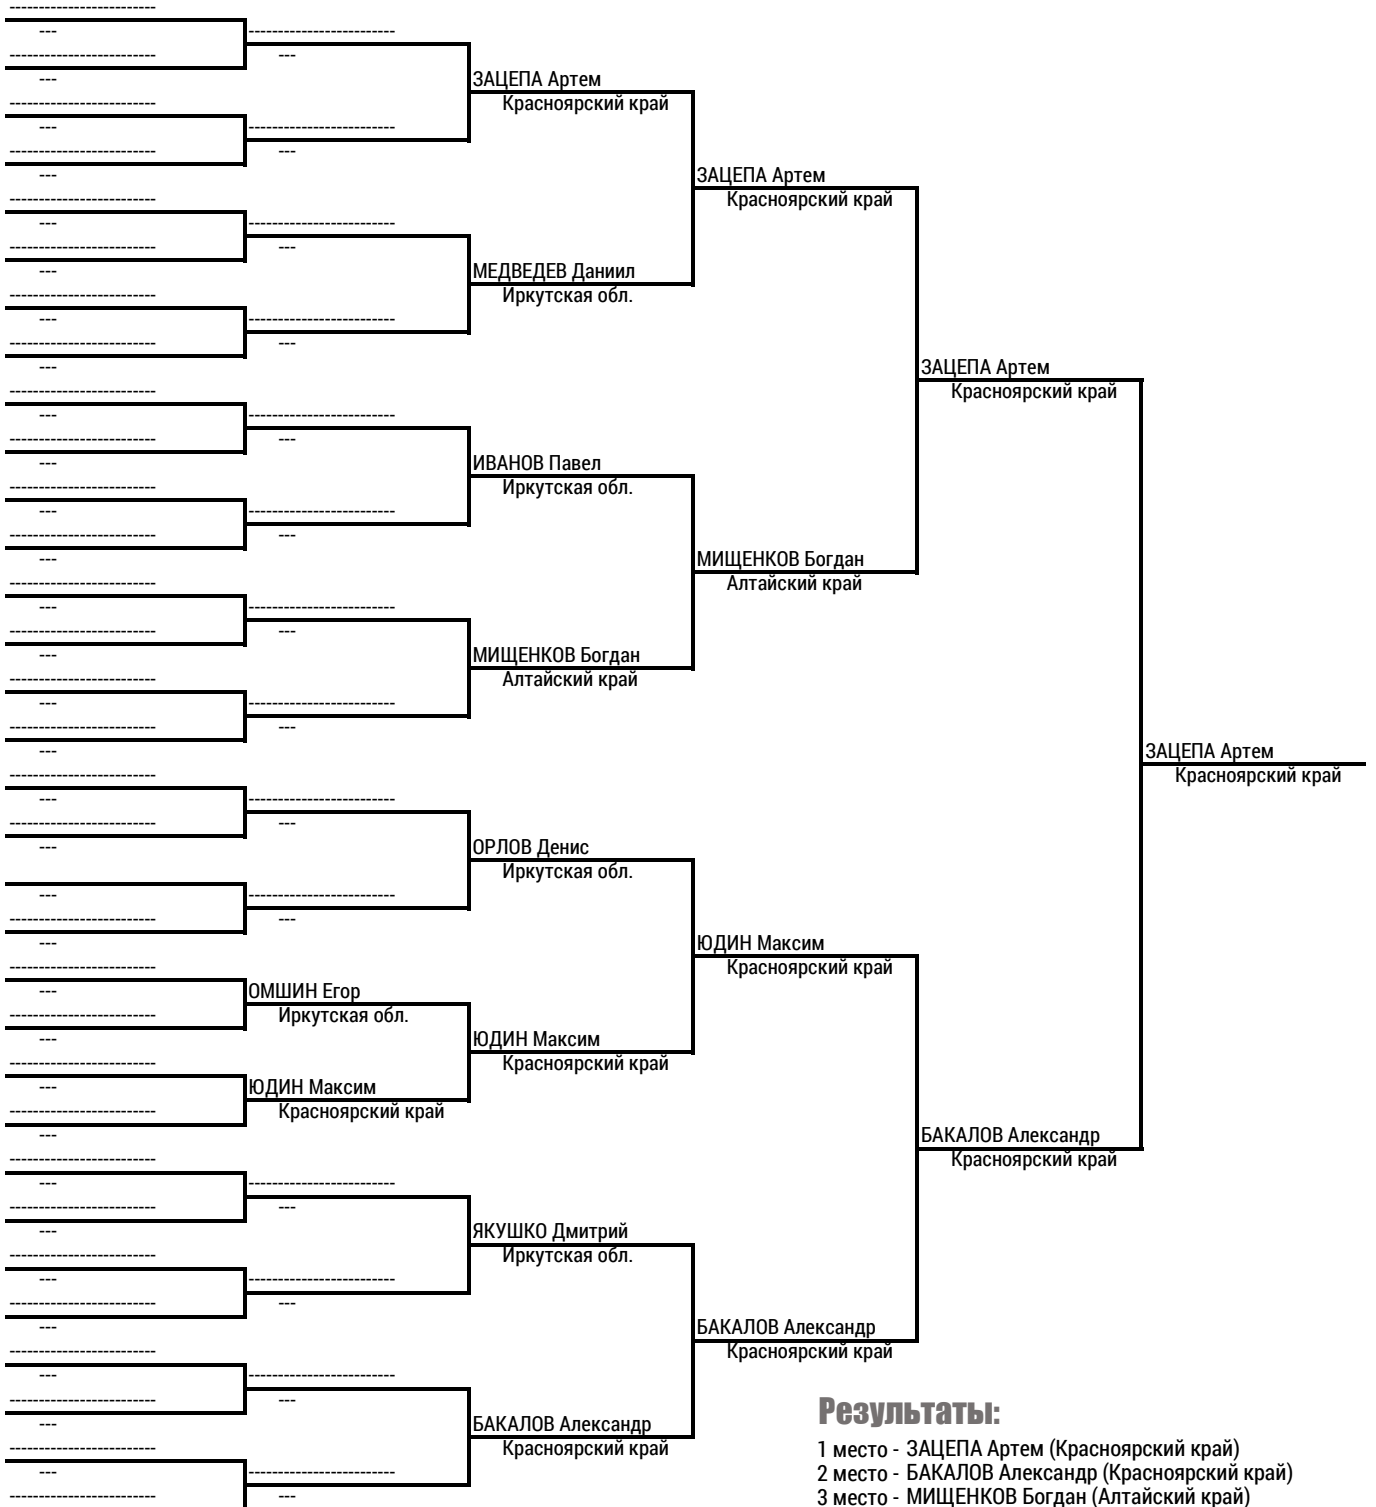 ЗАЦЕПА Артем
Красноярский край
МЕДВЕДЕВ Даниил
Иркутская обл.
ИВАНОВ Павел
Иркутская обл.
МИЩЕНКОВ Богдан
Алтайский край
ОРЛОВ Денис
Иркутская обл.
ОМШИН Егор
Иркутская обл.
ЮДИН Максим
Красноярский край
ЮДИН Максим
Красноярский край
ЯКУШКО Дмитрий
Иркутская обл.
БАКАЛОВ Александр
Красноярский край
ЗАЦЕПА Артем
Красноярский край
МИЩЕНКОВ Богдан
Алтайский край
ЮДИН Максим
Красноярский край
БАКАЛОВ Александр
Красноярский край
ЗАЦЕПА Артем
Красноярский край
БАКАЛОВ Александр
Красноярский край
ЗАЦЕПА Артем
Красноярский край
Результаты:
1 место - ЗАЦЕПА Артем (Красноярский край)
2 место - БАКАЛОВ Александр (Красноярский край)
3 место - МИЩЕНКОВ Богдан (Алтайский край)